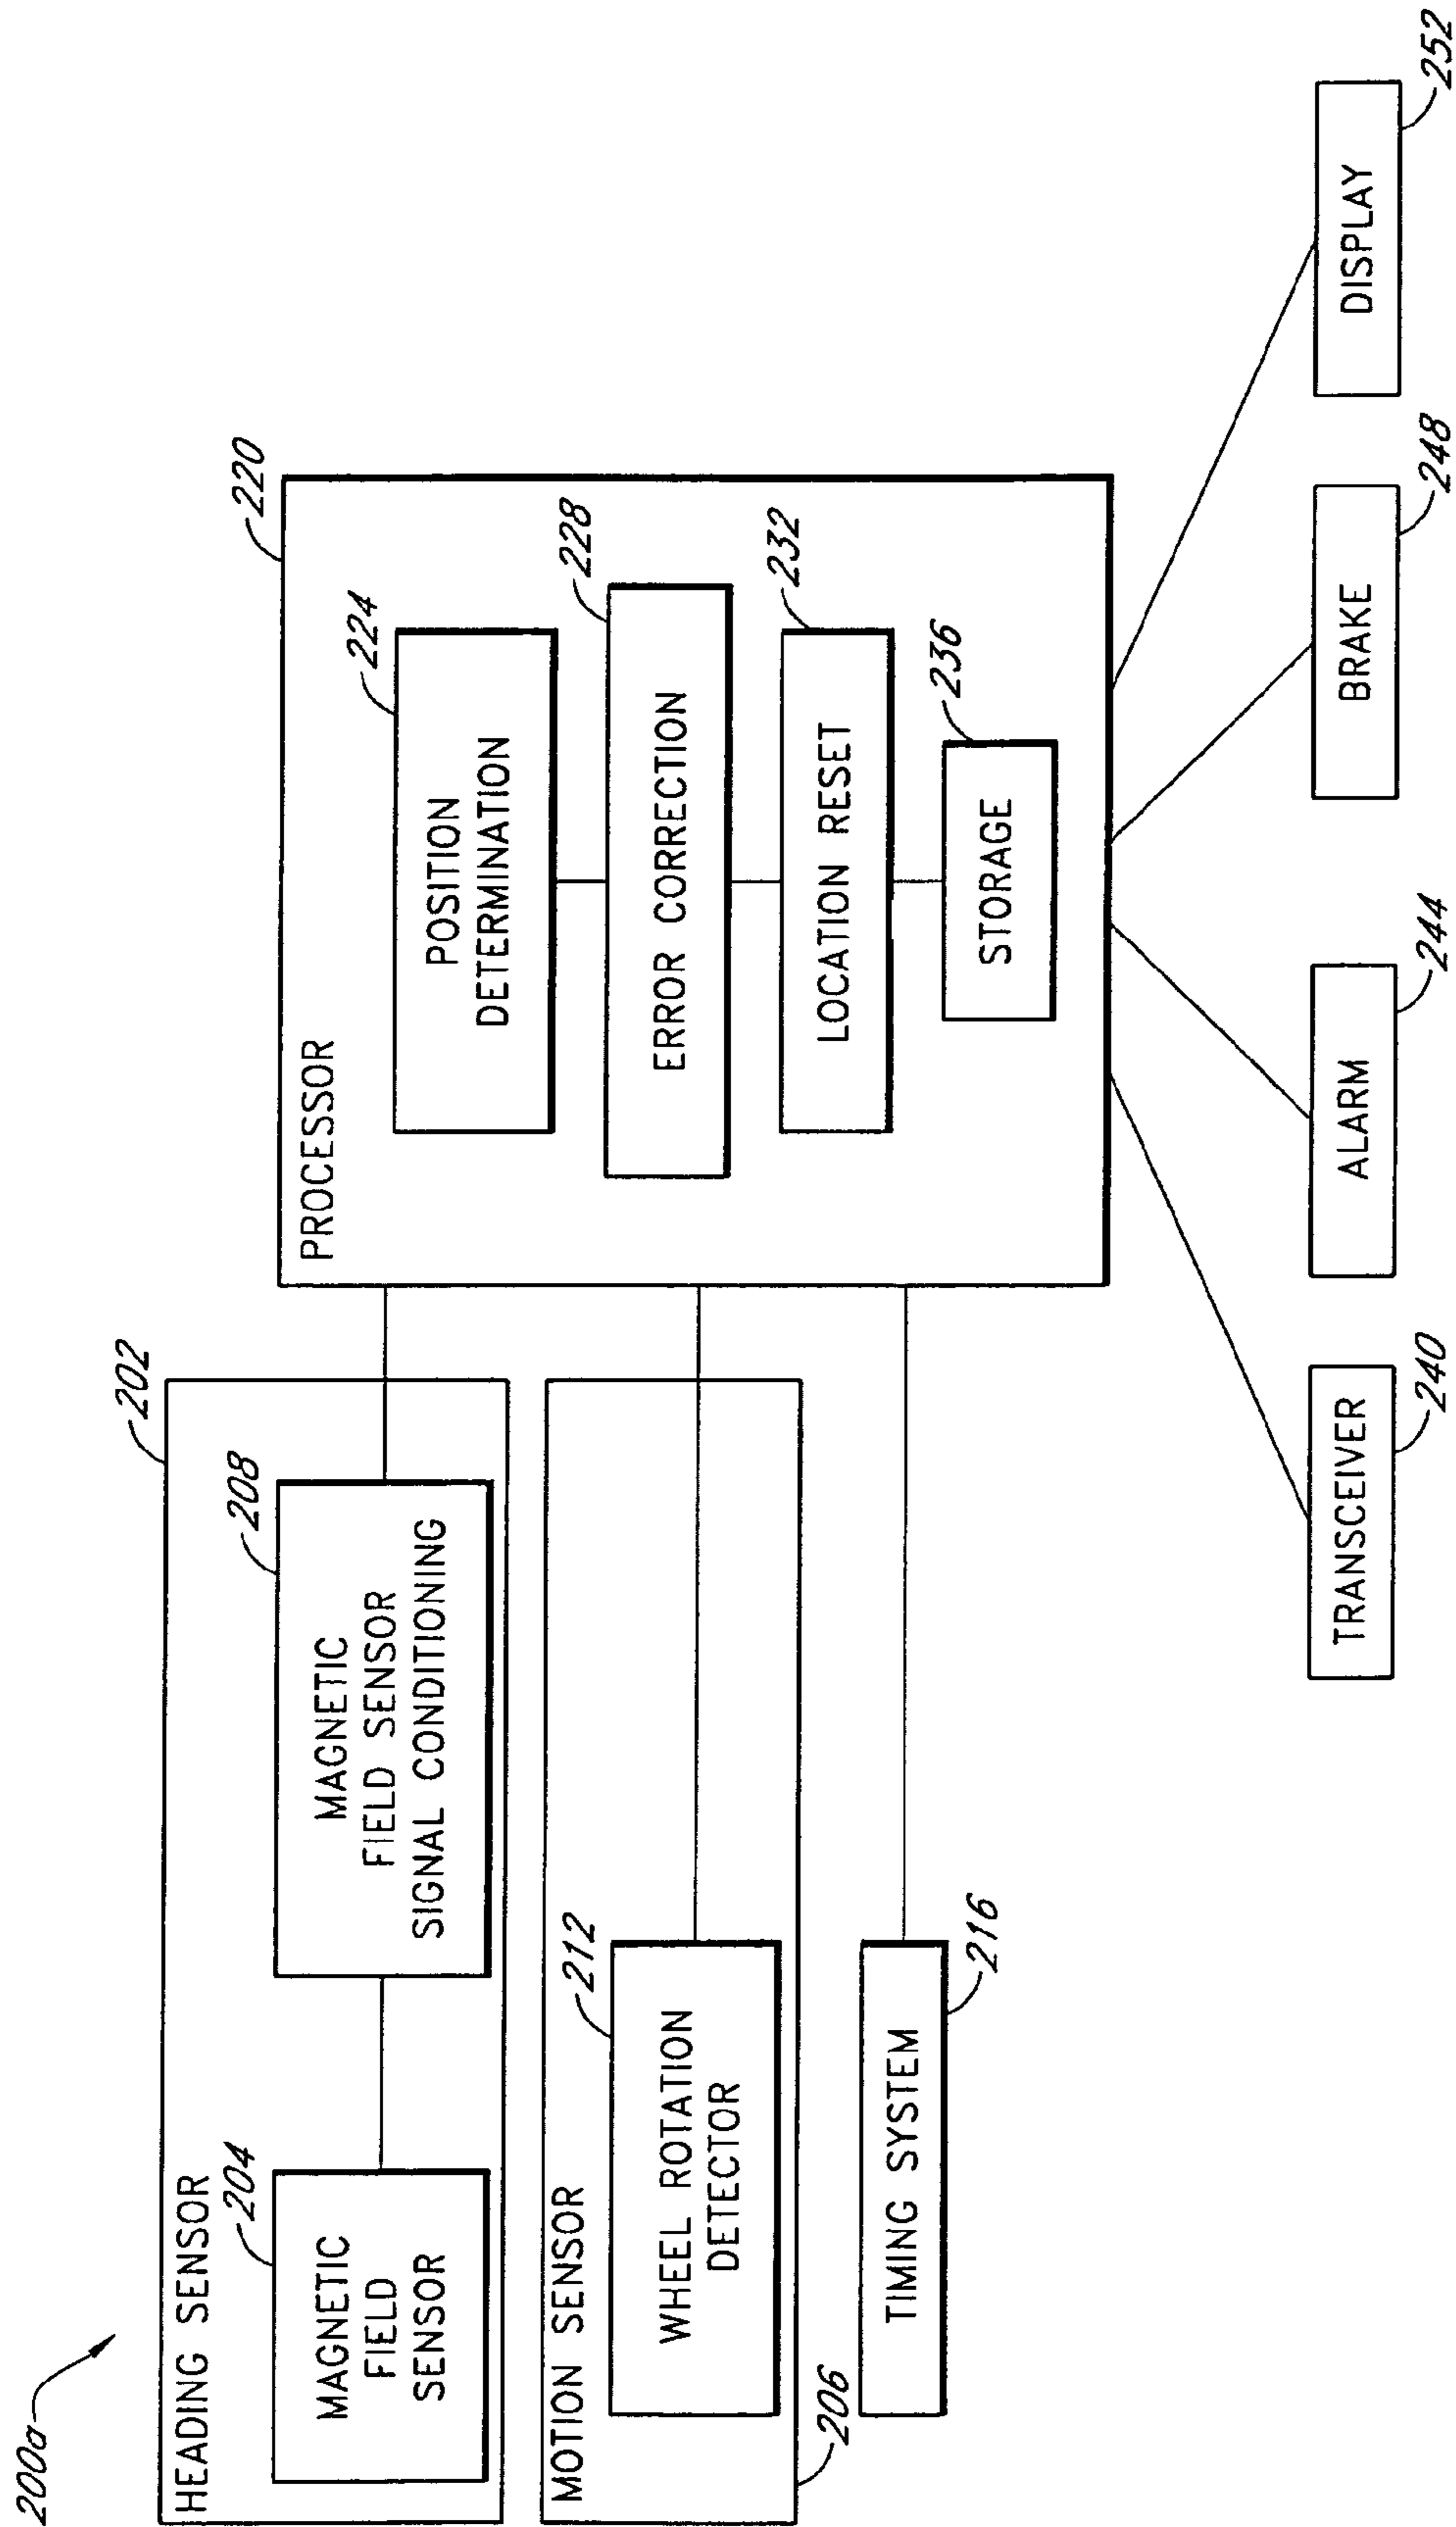 200a
HEADING SENSOR
202
204
MAGNETIC
FIELD
SENSOR
208
MAGNETIC
FIELD SENSOR
SIGNAL CONDITIONING
MOTION SENSOR
206
212
WHEEL ROTATION
DETECTOR
TIMING SYSTEM
216
PROCESSOR
220
224
POSITION
DETERMINATION
228
ERROR CORRECTION
232
LOCATION RESET
236
STORAGE
TRANSCEIVER
240
ALARM
244
BRAKE
248
DISPLAY
252